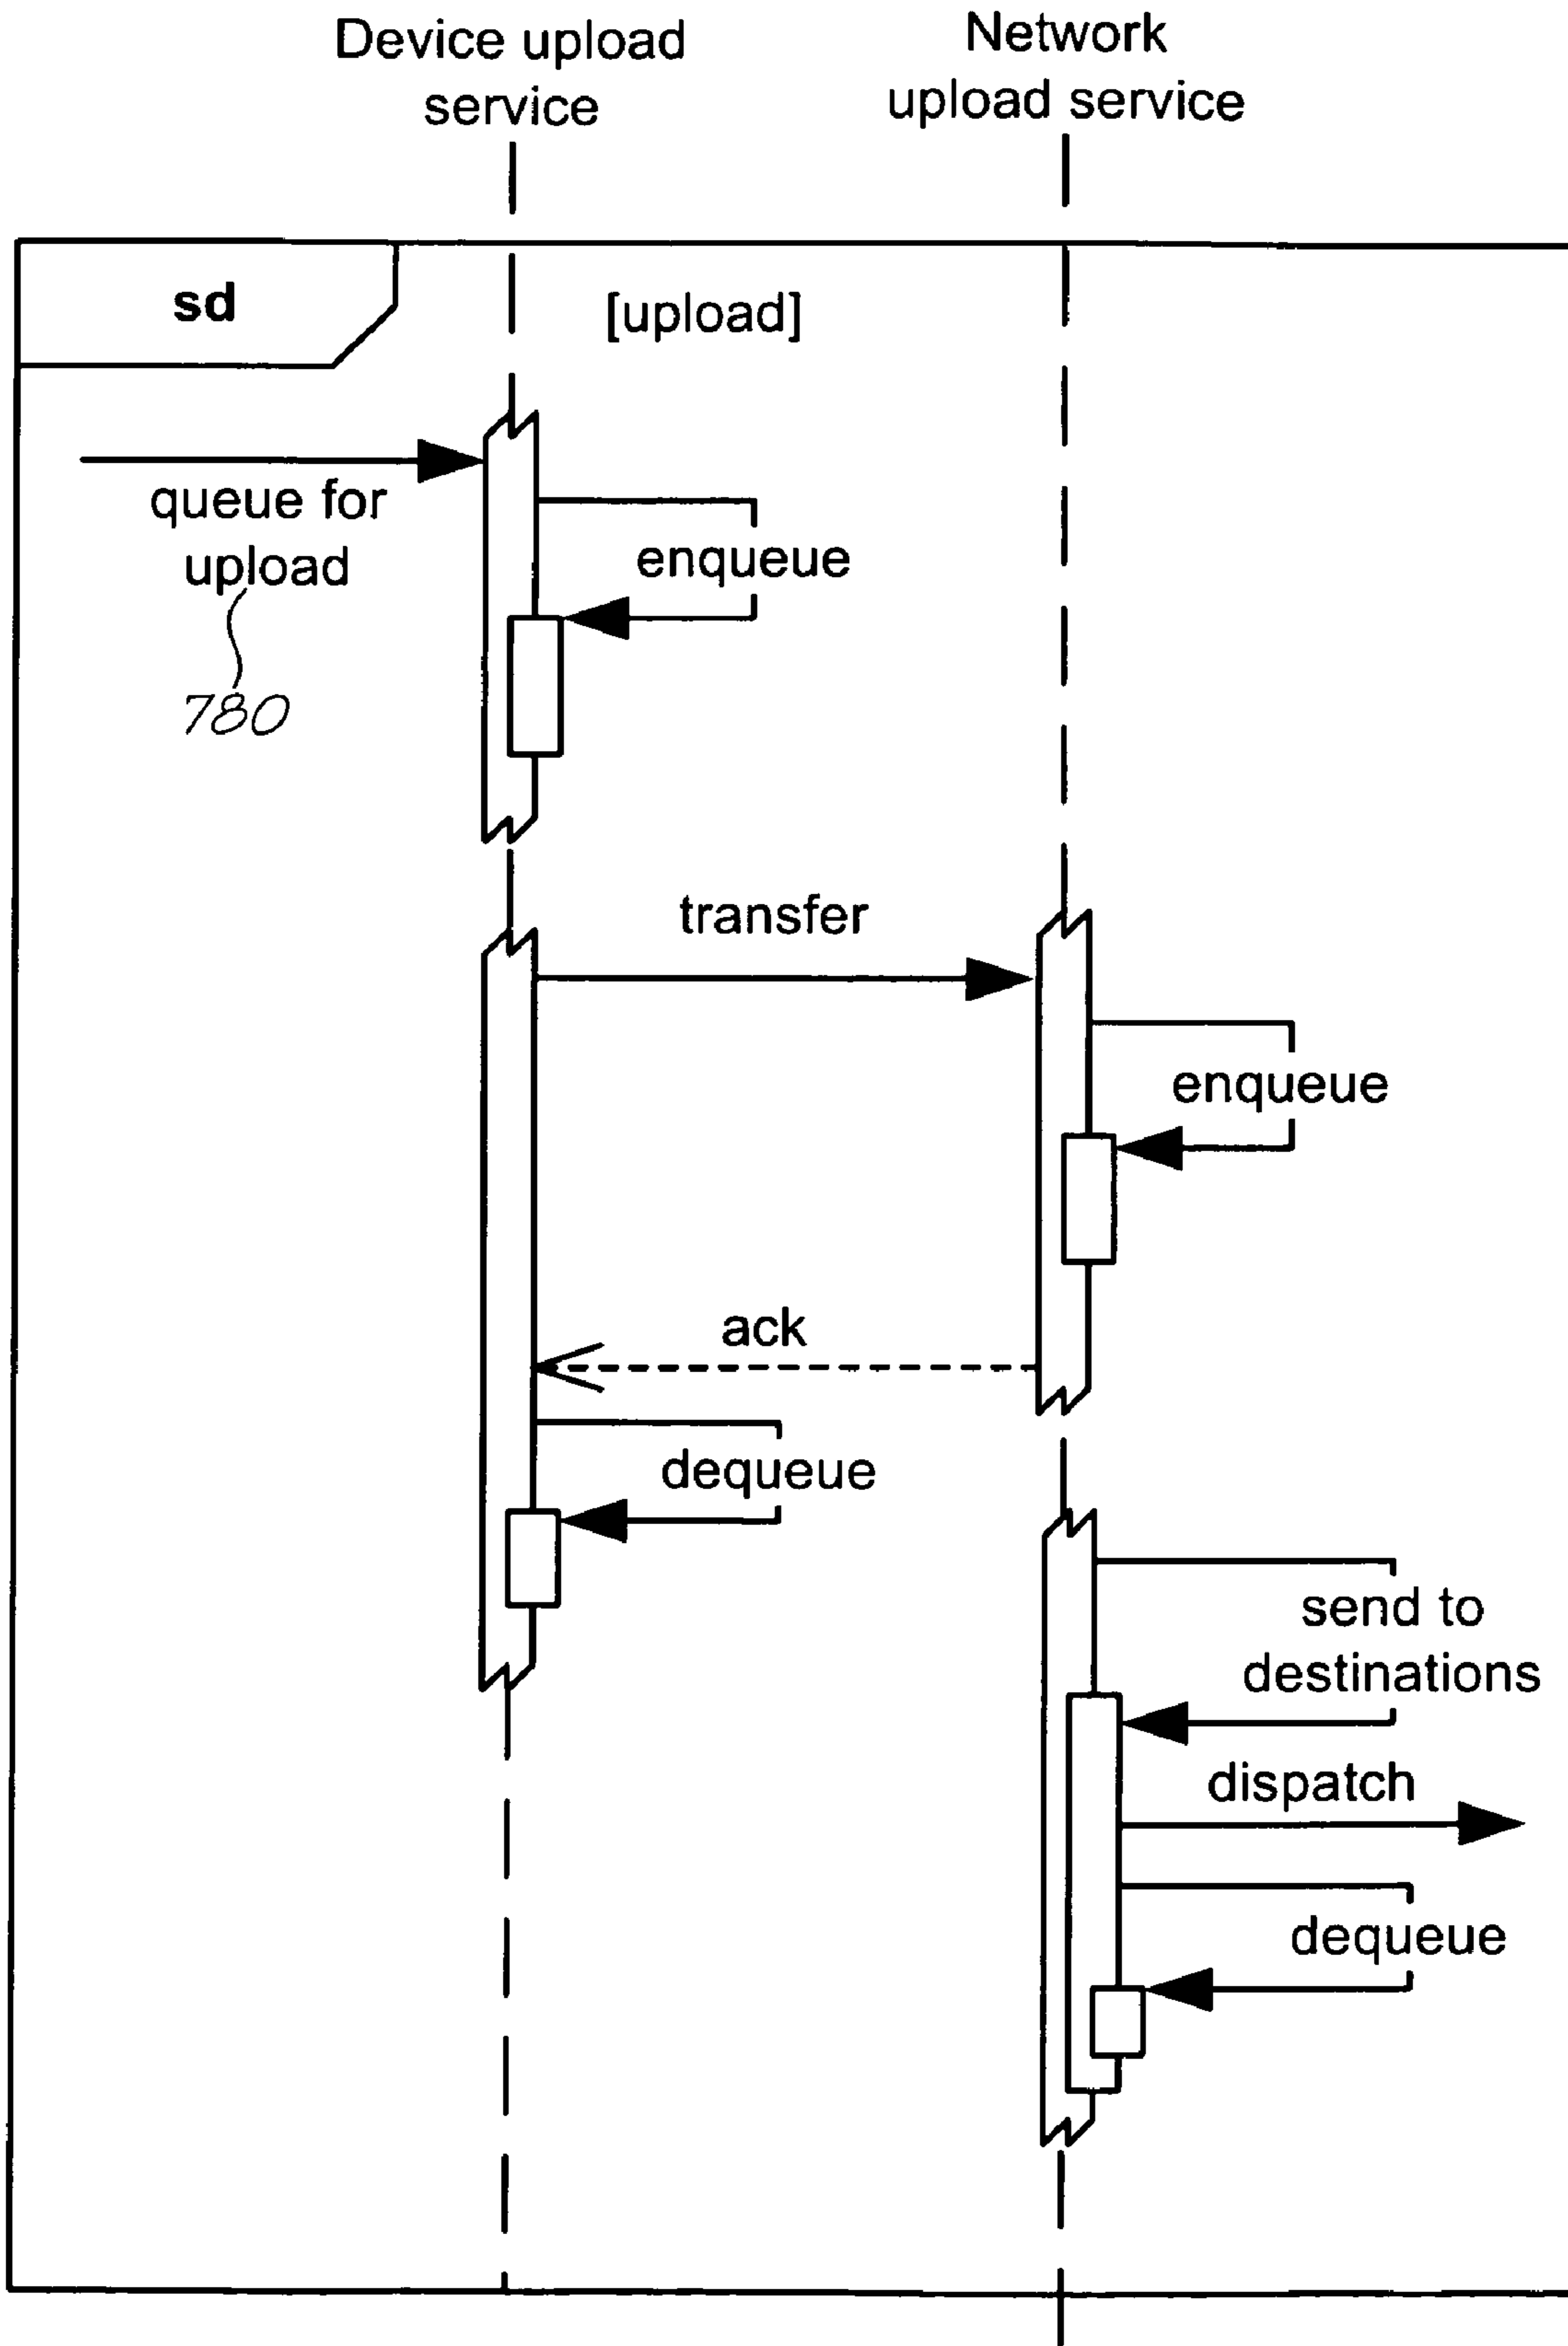 Device upload
service
Network
upload service
sd
[upload]
queue for
upload
780
enqueue
transfer
enqueue
ack
dequeue
send to
destinations
dispatch
dequeue